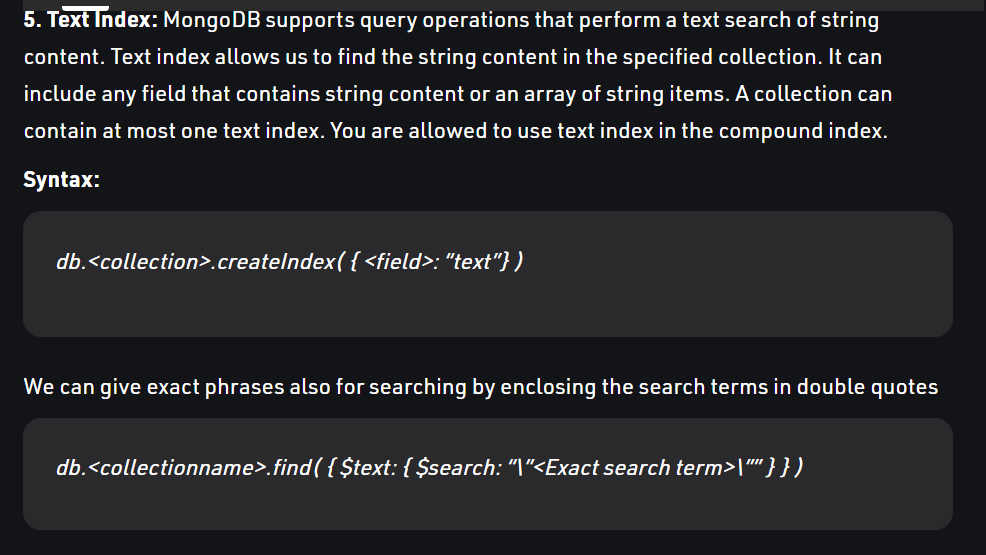 5. Text Index: MongoDB supports query operations that perform a text search of string
content. Text index allows us to find the string content in the specified collection. It can
include any field that contains string content or an array of string items. A collection can
contain at most one text index. You are allowed to use text index in the compound index.
Syntax:
db.<collection>.createIndex( { <field>: “text”} )
We can give exact phrases also for searching by enclosing the search terms in double quotes
db.<collectionname>.find( { $text: { $search: “\”<Exact search term>\”” } } )